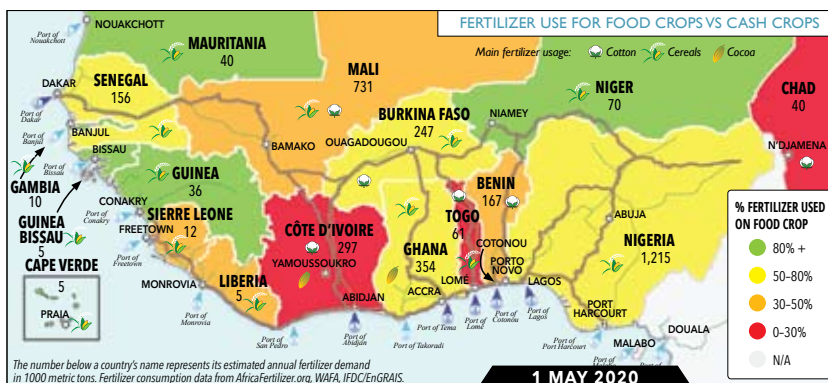 FERTILIZER USE FOR FOOD CROPS VS CASH CROPS
Main fertilizer usage: Cotton Cereals Cocoa
NOUAKCHOTT
Port of
Nouakchott
MAURITANIA
40
MALI
731
NIGER
70
CHAD
40
N'DJAMENA
DAKAR
SENEGAL
156
Port of
Dakar
BANJUL
Port of
Banjul
BISSAU
Port of
Bissau
GAMBIA
10
GUINEA
BISSAU
5
CAPE VERDE
5
PRAIA
BURKINA FASO
247
OUAGADOUGOU
NIAMEY
BAMAKO
GUINEA
36
CONAKRY
Port of
Conakry
FREETOWN
Port of
Freetown
SIERRE LEONE
12
MONROVIA
Port of
Monrovia
LIBERIA
5
CÔTE D'IVOIRE
297
YAMOUSSOUKRO
ABIDJAN
Port of
San Pedro
Port of
Abidjan
GHANA
354
ACCRA
Port of Takoradi
Port of Tema
TOGO
61
LOMÉ
Port of
Lomé
BENIN
167
COTONOU
PORTO
NOVO
Port of
Cotonou
LAGOS
Port of
Lagos
ABUJA
NIGERIA
1,215
PORT
HARCOURT
Port of
Port Harcourt
MALABO
DOUALA
% FERTILIZER USED
ON FOOD CROP
80% +
50–80%
30–50%
0–30%
N/A
The number below a country's name represents its estimated annual fertilizer demand
in 1000 metric tons. Fertilizer consumption data from AfricaFertilizer.org, WAFA, IFDC/EnGRAIS.
1 MAY 2020